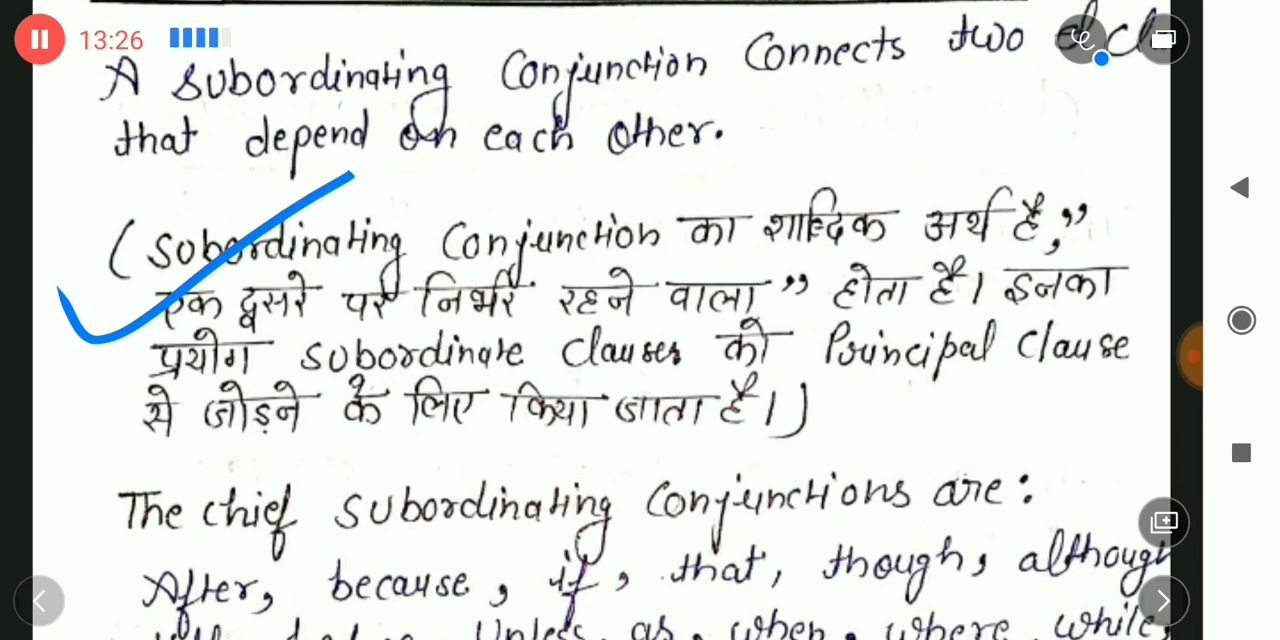 13:26
A Subordinating Conjunction Connects two
that depend on each other.
(Subordinating Conjunction का शाब्दिक अर्थ है,"
एक दूसरे पर निर्भर रहने वाला" होता है। इनका
प्रयोग Subordinate Clauses को Principal Clause
से जोड़ने के लिए किया जाता है।)
The chief Subordinating Conjunctions are:
After, because, if, that, though, although
Unless, as, when, where, while,